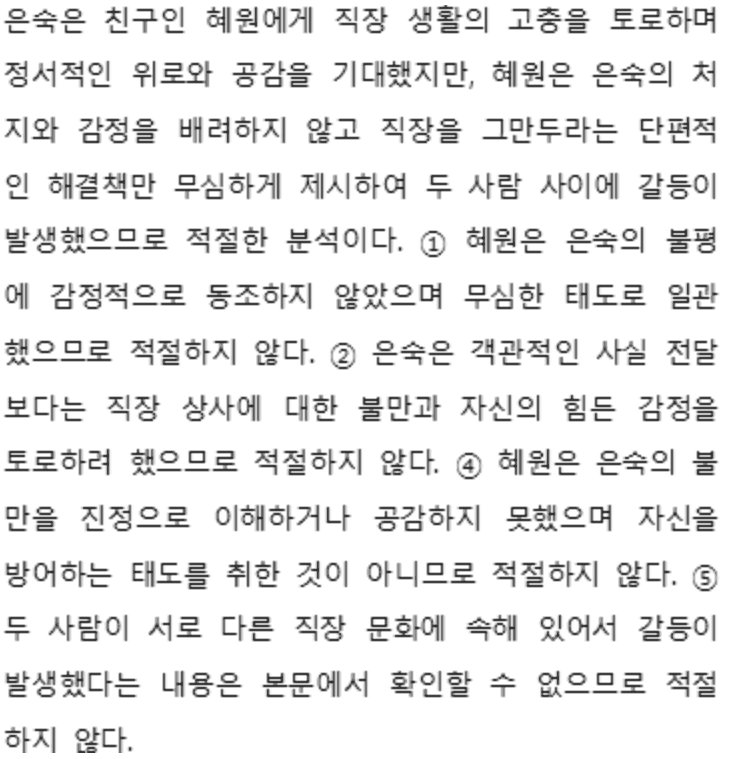 은숙은 친구인 혜원에게 직장 생활의 고충을 토로하며
정서적인 위로와 공감을 기대했지만, 혜원은 은숙의 처
지와 감정을 배려하지 않고 직장을 그만두라는 단편적
인 해결책만 무심하게 제시하여 두 사람 사이에 갈등이
발생했으므로 적절한 분석이다. ① 혜원은 은숙의 불평
에 감정적으로 동조하지 않았으며 무심한 태도로 일관
했으므로 적절하지 않다. ② 은숙은 객관적인 사실 전달
보다는 직장 상사에 대한 불만과 자신의 힘든 감정을
토로하려 했으므로 적절하지 않다. ④ 혜원은 은숙의 불
만을 진정으로 이해하거나 공감하지 못했으며 자신을
방어하는 태도를 취한 것이 아니므로 적절하지 않다. ⑤
두 사람이 서로 다른 직장 문화에 속해 있어서 갈등이
발생했다는 내용은 본문에서 확인할 수 없으므로 적절
하지 않다.